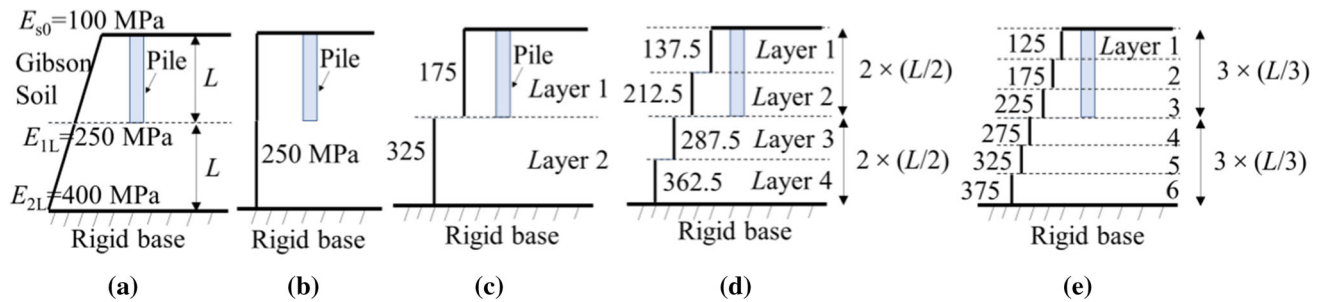 E_s0=100 MPa
Gibson
Soil
Pile
L
E_1L=250 MPa
L
E_2L=400 MPa
Rigid base
(a)
Pile
250 MPa
Rigid base
(b)
175
Pile
Layer 1
325
Layer 2
Rigid base
(c)
137.5
Layer 1
212.5
Layer 2
2 × (L/2)
287.5
Layer 3
362.5
Layer 4
2 × (L/2)
Rigid base
(d)
125
Layer 1
175
2
225
3
3 × (L/3)
275
4
325
5
375
6
3 × (L/3)
Rigid base
(e)